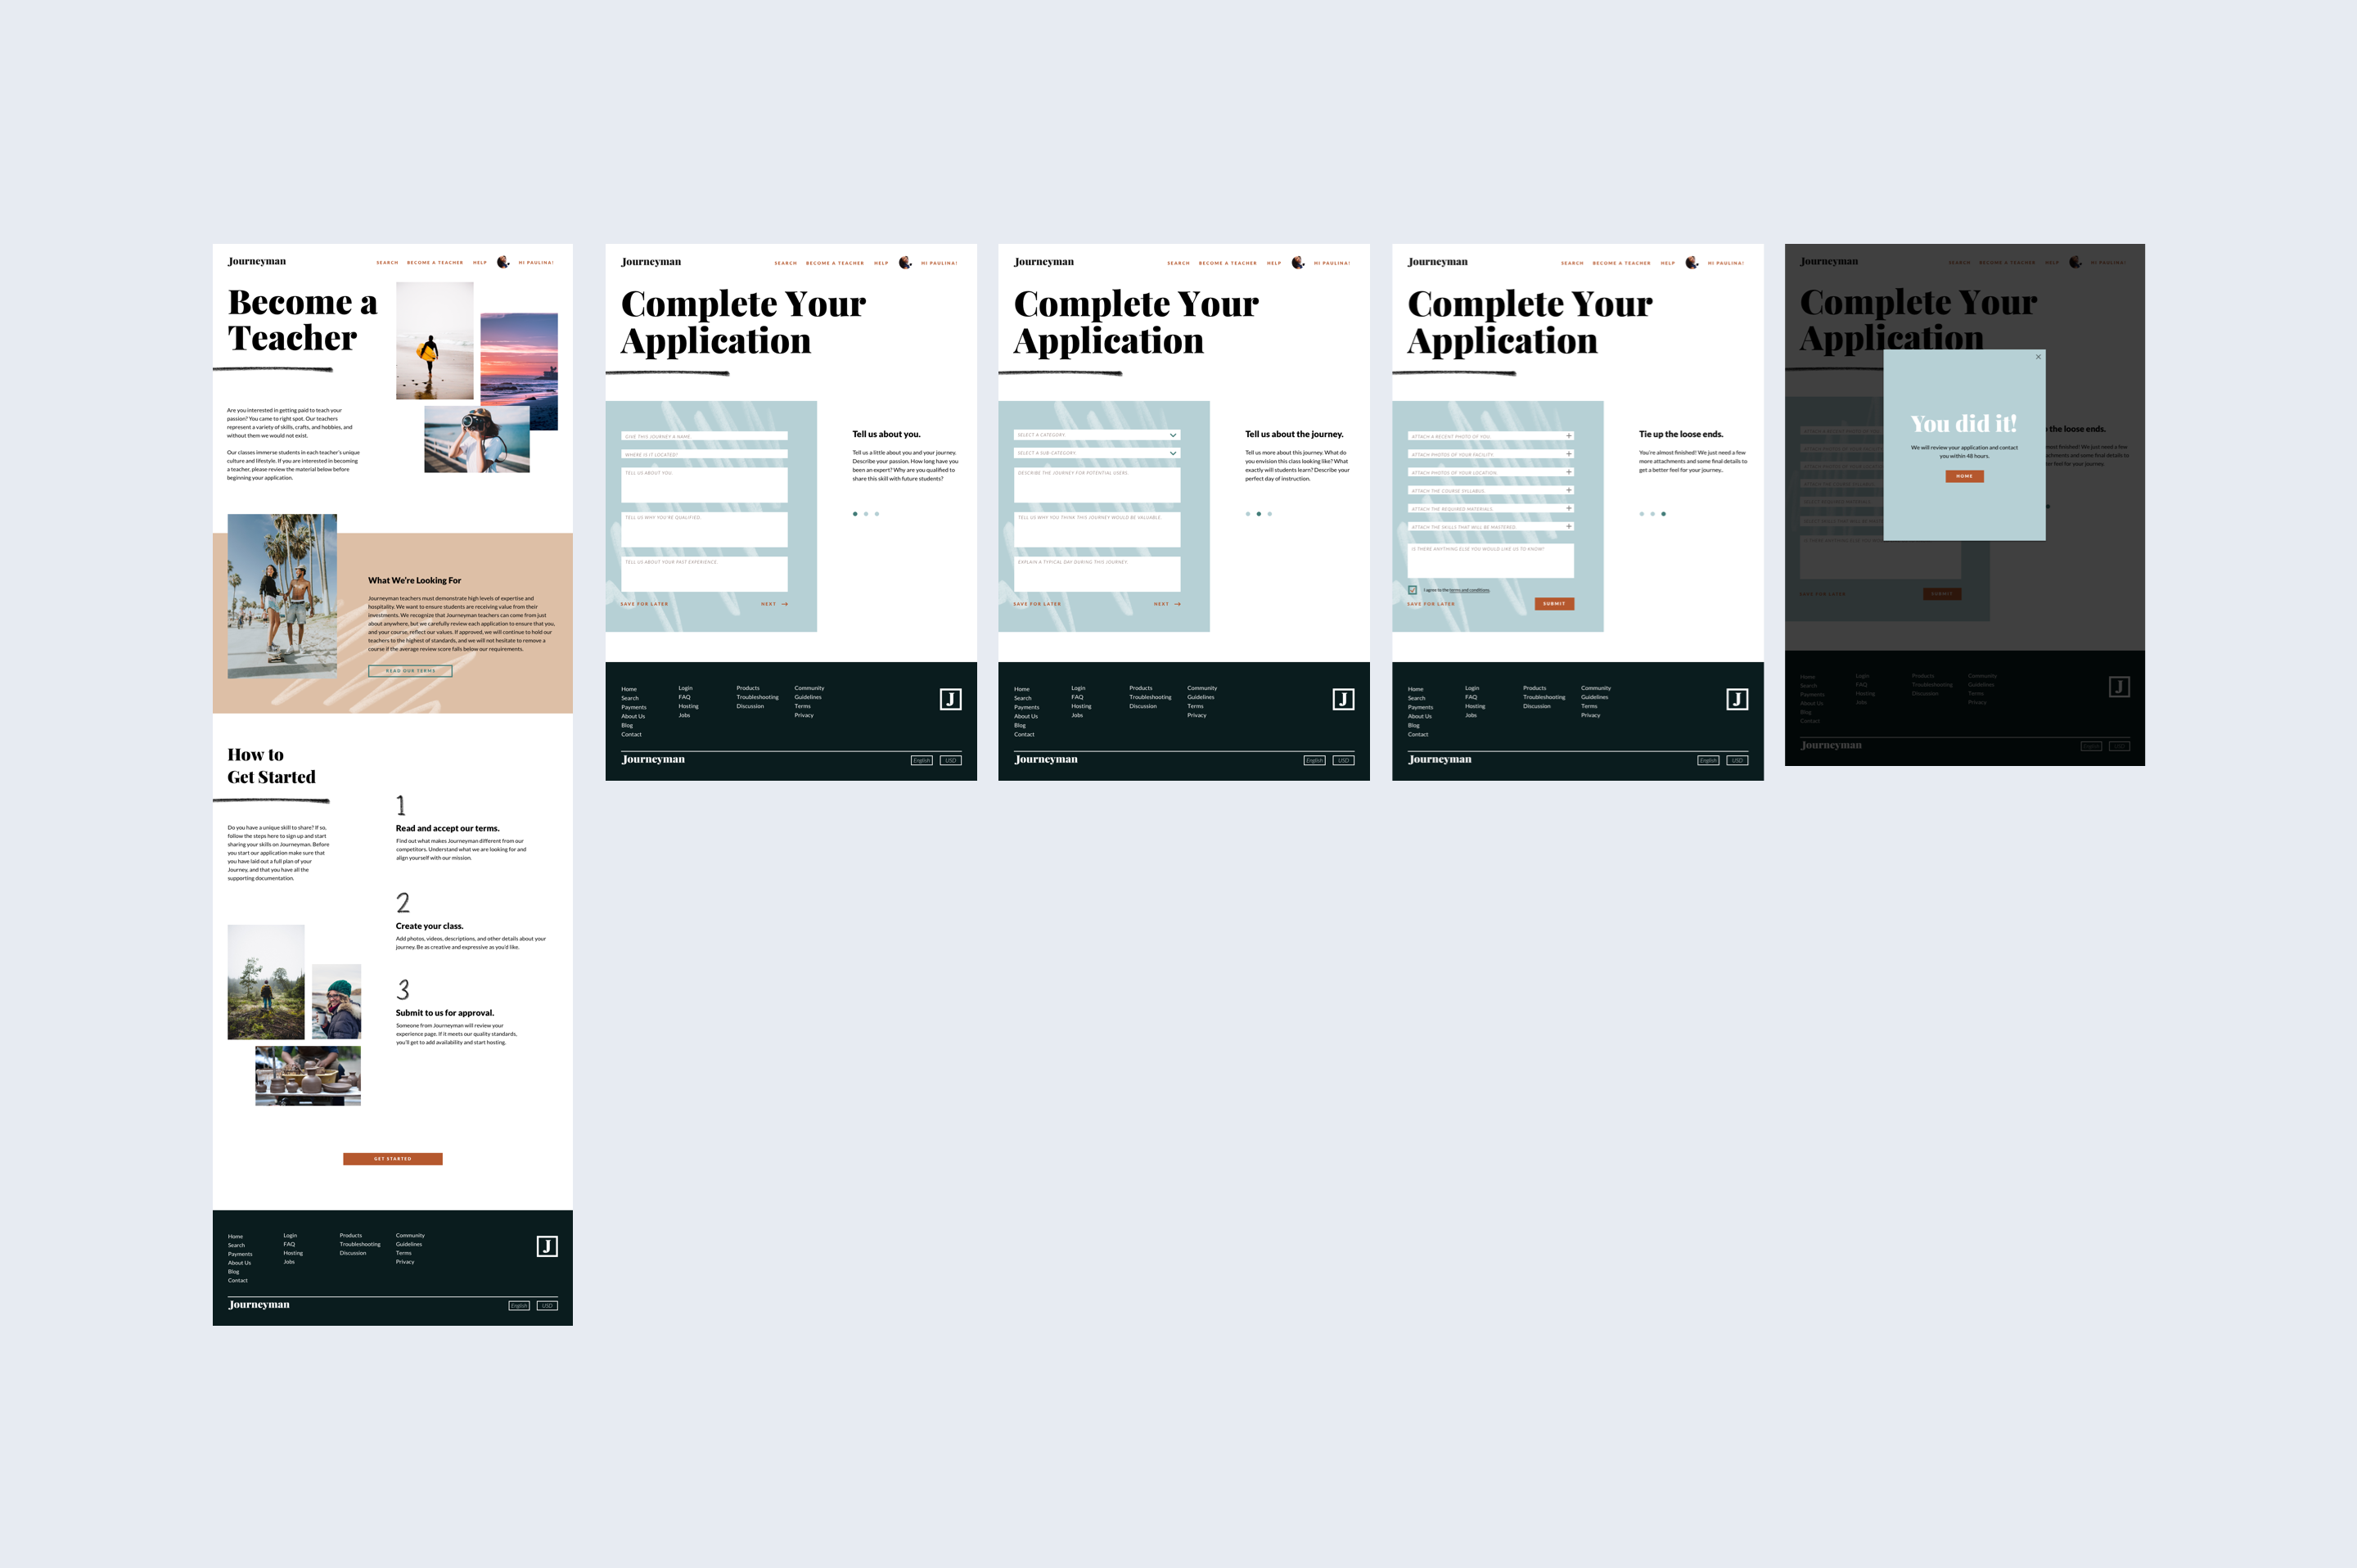 Journeyman
SEARCH BECOME A TEACHER HELP HI PAULINA!
Become a
Teacher
Are you interested in getting paid to teach your
passion? You came to right spot. Our teachers
represent a variety of skills, crafts, and hobbies, and
without them we would not exist.
Our classes immerse students in each teacher's unique
culture and lifestyle. If you are interested in becoming
a teacher, please review the material below before
beginning your application.
What We're Looking For
Journeyman teachers must demonstrate high levels of expertise and
hospitality. We want to ensure students are receiving value from their
investments. We recognize that Journeyman teachers can come from just
about anywhere, but we carefully review each application to ensure that you,
and your course, reflect our values. If approved, we will continue to hold our
teachers to the highest of standards, and we will not hesitate to remove a
course if the average review score falls below our requirements.
READ OUR TERMS
How to
Get Started
Do you have a unique skill to share? If so,
follow the steps here to sign up and start
sharing your skills on Journeyman. Before
you start our application make sure that
you have laid out a full plan of your
Journey, and that you have all the
supporting documentation.
1
Read and accept our terms.
Find out what makes Journeyman different from our
competitors. Understand what we are looking for and
align yourself with our mission.
2
Create your class.
Add photos, videos, descriptions, and other details about your
journey. Be as creative and expressive as you'd like.
3
Submit to us for approval.
Someone from Journeyman will review your
experience page. If it meets our quality standards,
you'll get to add availability and start hosting.
GET STARTED
Home
Search
Payments
About Us
Blog
Contact
Login
FAQ
Hosting
Jobs
Products
Troubleshooting
Discussion
Community
Guidelines
Terms
Privacy
J
Journeyman
English USD
Journeyman
SEARCH BECOME A TEACHER HELP HI PAULINA!
Complete Your
Application
GIVE THIS JOURNEY A NAME.
WHERE IS IT LOCATED?
TELL US ABOUT YOU.
TELL US WHY YOU'RE QUALIFIED.
TELL US ABOUT YOUR PAST EXPERIENCE.
SAVE FOR LATER NEXT
Tell us about you.
Tell us a little about you and your journey.
Describe your passion. How long have you
been an expert? Why are you qualified to
share this skill with future students?
Home
Search
Payments
About Us
Blog
Contact
Login
FAQ
Hosting
Jobs
Products
Troubleshooting
Discussion
Community
Guidelines
Terms
Privacy
J
Journeyman
English USD
Journeyman
SEARCH BECOME A TEACHER HELP HI PAULINA!
Complete Your
Application
SELECT A CATEGORY.
SELECT A SUB-CATEGORY.
DESCRIBE THE JOURNEY FOR POTENTIAL USERS.
TELL US WHY YOU THINK THIS JOURNEY WOULD BE VALUABLE.
EXPLAIN A TYPICAL DAY DURING THIS JOURNEY.
SAVE FOR LATER NEXT
Tell us about the journey.
Tell us more about this journey. What do
you envision this class looking like? What
exactly will students learn? Describe your
perfect day of instruction.
Home
Search
Payments
About Us
Blog
Contact
Login
FAQ
Hosting
Jobs
Products
Troubleshooting
Discussion
Community
Guidelines
Terms
Privacy
J
Journeyman
English USD
Journeyman
SEARCH BECOME A TEACHER HELP HI PAULINA!
Complete Your
Application
ATTACH A RECENT PHOTO OF YOU.
ATTACH PHOTOS OF YOUR FACILITY.
ATTACH PHOTOS OF YOUR LOCATION.
ATTACH THE COURSE SYLLABUS.
ATTACH THE REQUIRED MATERIALS.
ATTACH THE SKILLS THAT WILL BE MASTERED.
IS THERE ANYTHING ELSE YOU WOULD LIKE US TO KNOW?
I agree to the terms and conditions.
SAVE FOR LATER SUBMIT
Tie up the loose ends.
You're almost finished! We just need a few
more attachments and some final details to
get a better feel for your journey.
Home
Search
Payments
About Us
Blog
Contact
Login
FAQ
Hosting
Jobs
Products
Troubleshooting
Discussion
Community
Guidelines
Terms
Privacy
J
Journeyman
English USD
Journeyman
SEARCH BECOME A TEACHER HELP HI PAULINA!
Complete Your
Application
You did it!
We will review your application and contact
you within 48 hours.
HOME
the loose ends.
SAVE FOR LATER SUBMIT
Home
Search
Payments
About Us
Blog
Contact
Login
FAQ
Hosting
Jobs
Products
Troubleshooting
Discussion
Community
Guidelines
Terms
Privacy
J
Journeyman
English USD